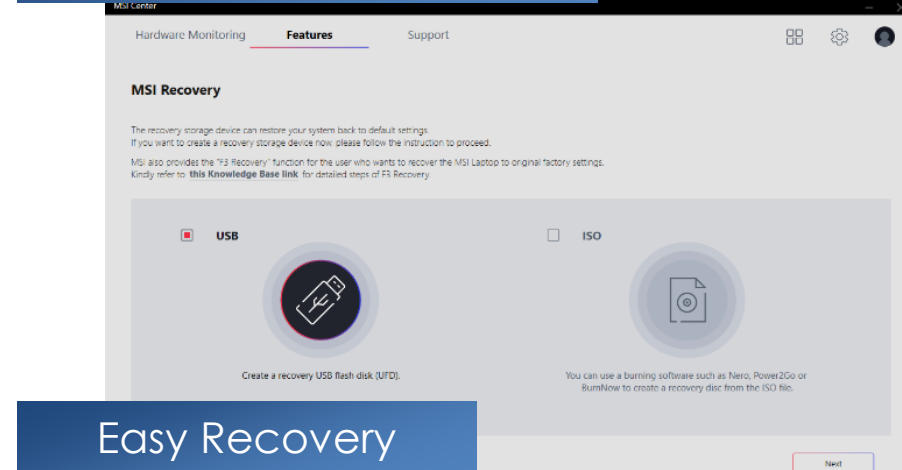 MSI Center
Hardware Monitoring Features Support
MSI Recovery
The recovery storage device can restore your system back to default settings.
If you want to create a recovery storage device now, please follow the instruction to proceed.
MSI also provides the "F3 Recovery" function for the user who wants to recover the MSI Laptop to original factory settings.
Kindly refer to this Knowledge Base link for detailed steps of F3 Recovery.
USB ISO
Create a recovery USB flash disk (UFD).
You can use a burning software such as Nero, Power2Go or
BurnNow to create a recovery disc from the ISO file.
Easy Recovery
Next